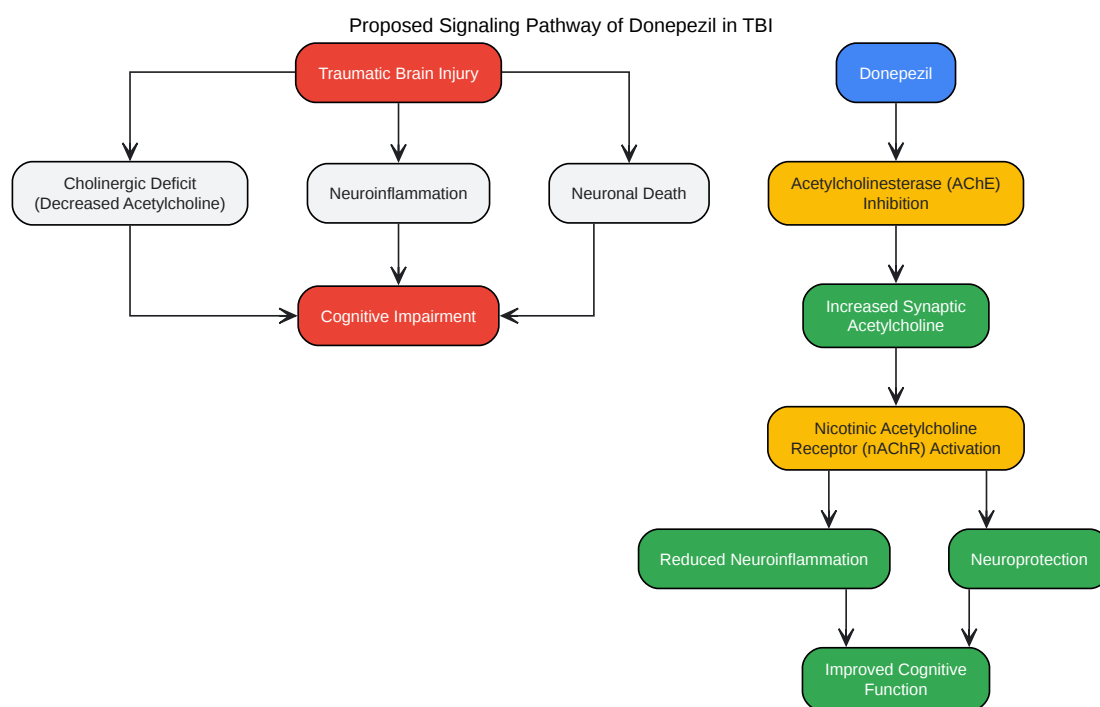 Proposed Signaling Pathway of Donepezil in TBI
Traumatic Brain Injury
Donepezil
Cholinergic Deficit
(Decreased Acetylcholine)
Neuroinflammation
Neuronal Death
Acetylcholinesterase (AChE)
Inhibition
Cognitive Impairment
Increased Synaptic
Acetylcholine
Nicotinic Acetylcholine
Receptor (nAChR) Activation
Reduced Neuroinflammation
Neuroprotection
Improved Cognitive
Function